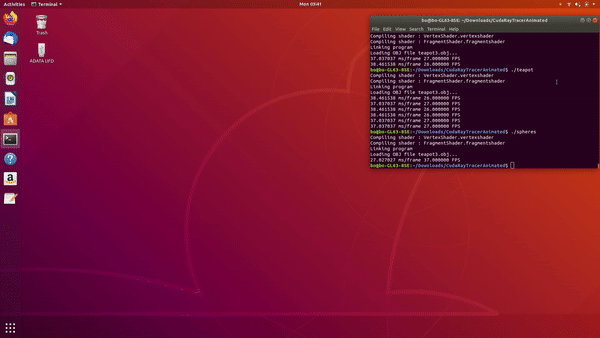 Activities
Terminal
Mon 03:41
Trash
ADATA UFD
bo@bo-GL63-8SE: ~/Downloads/CudaRayTracerAnimated
File Edit View Search Terminal Help
Compiling shader : VertexShader.vertexshader
Compiling shader : FragmentShader.fragmentshader
Linking program
Loading OBJ file teapot3.obj...
37.037037 ms/frame 27.000000 FPS
38.461538 ms/frame 26.000000 FPS
bo@bo-GL63-8SE:~/Downloads/CudaRayTracerAnimated$ ./teapot
Compiling shader : VertexShader.vertexshader
Compiling shader : FragmentShader.fragmentshader
Linking program
Loading OBJ file teapot3.obj...
38.461538 ms/frame 26.000000 FPS
38.461538 ms/frame 26.000000 FPS
37.037037 ms/frame 27.000000 FPS
38.461538 ms/frame 26.000000 FPS
37.037037 ms/frame 27.000000 FPS
37.037037 ms/frame 27.000000 FPS
bo@bo-GL63-8SE:~/Downloads/CudaRayTracerAnimated$ ./spheres
Compiling shader : VertexShader.vertexshader
Compiling shader : FragmentShader.fragmentshader
Linking program
Loading OBJ file teapot3.obj...
27.027027 ms/frame 37.000000 FPS
bo@bo-GL63-8SE:~/Downloads/CudaRayTracerAnimated$